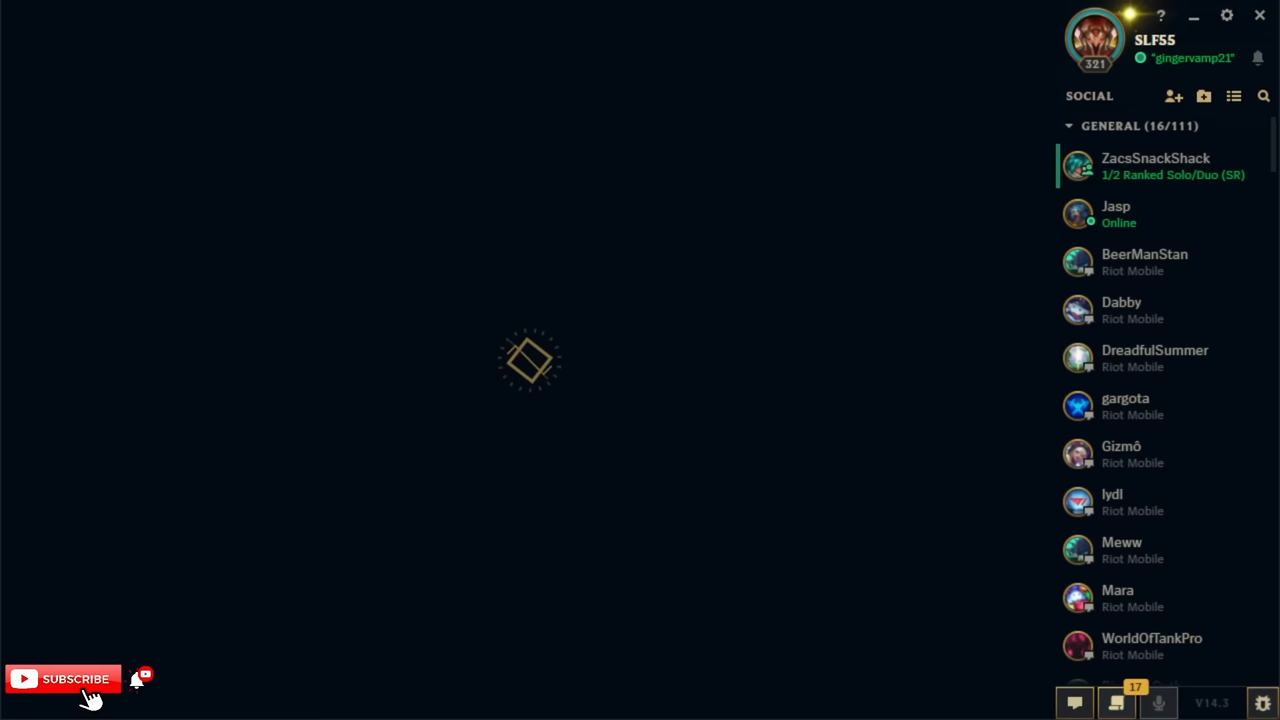 ?
SLF55
321
"gingervamp21"
SOCIAL
GENERAL (16/111)
ZacsSnackShack
1/2 Ranked Solo/Duo (SR)
Jasp
Online
BeerManStan
Riot Mobile
Dabby
Riot Mobile
DreadfulSummer
Riot Mobile
gargota
Riot Mobile
Gizmô
Riot Mobile
lydl
Riot Mobile
Meww
Riot Mobile
Mara
Riot Mobile
WorldOfTankPro
Riot Mobile
SUBSCRIBE
17
V14.3